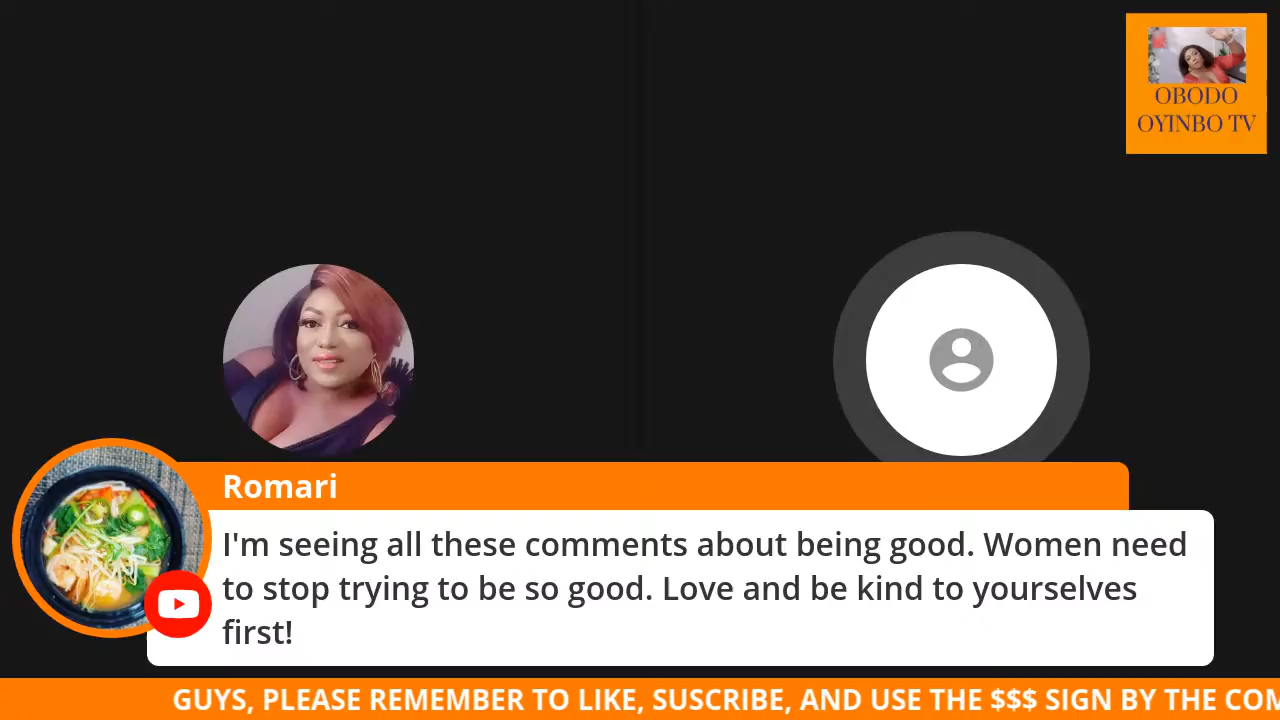 OBODO
OYINBO TV
Romari
I'm seeing all these comments about being good. Women need
to stop trying to be so good. Love and be kind to yourselves
first!
GUYS, PLEASE REMEMBER TO LIKE, SUSCRIBE, AND USE THE $$$ SIGN BY THE COM